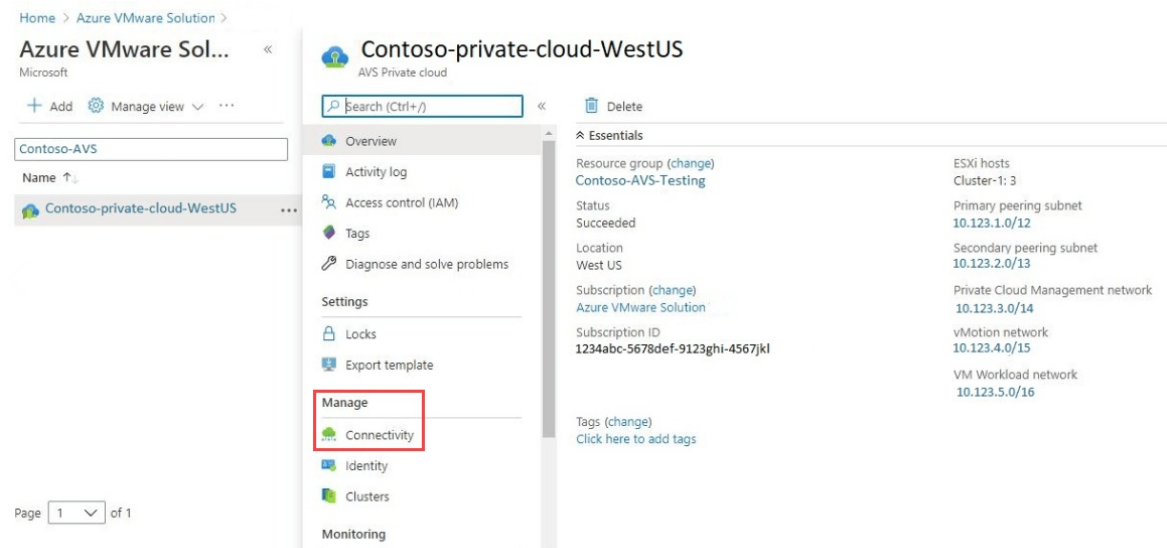 Home > Azure VMware Solution >
Azure VMware Sol... «
Microsoft
+ Add Manage view ...
Contoso-AVS
Name ↑↓
Contoso-private-cloud-WestUS ...
Page 1 of 1
Contoso-private-cloud-WestUS
AVS Private cloud
Search (Ctrl+/) «
Overview
Activity log
Access control (IAM)
Tags
Diagnose and solve problems
Settings
Locks
Export template
Manage
Connectivity
Identity
Clusters
Monitoring
Delete
Essentials
Resource group (change)
Contoso-AVS-Testing
Status
Succeeded
Location
West US
Subscription (change)
Azure VMware Solution
Subscription ID
1234abc-5678def-9123ghi-4567jkl
ESXi hosts
Cluster-1: 3
Primary peering subnet
10.123.1.0/12
Secondary peering subnet
10.123.2.0/13
Private Cloud Management network
10.123.3.0/14
vMotion network
10.123.4.0/15
VM Workload network
10.123.5.0/16
Tags (change)
Click here to add tags